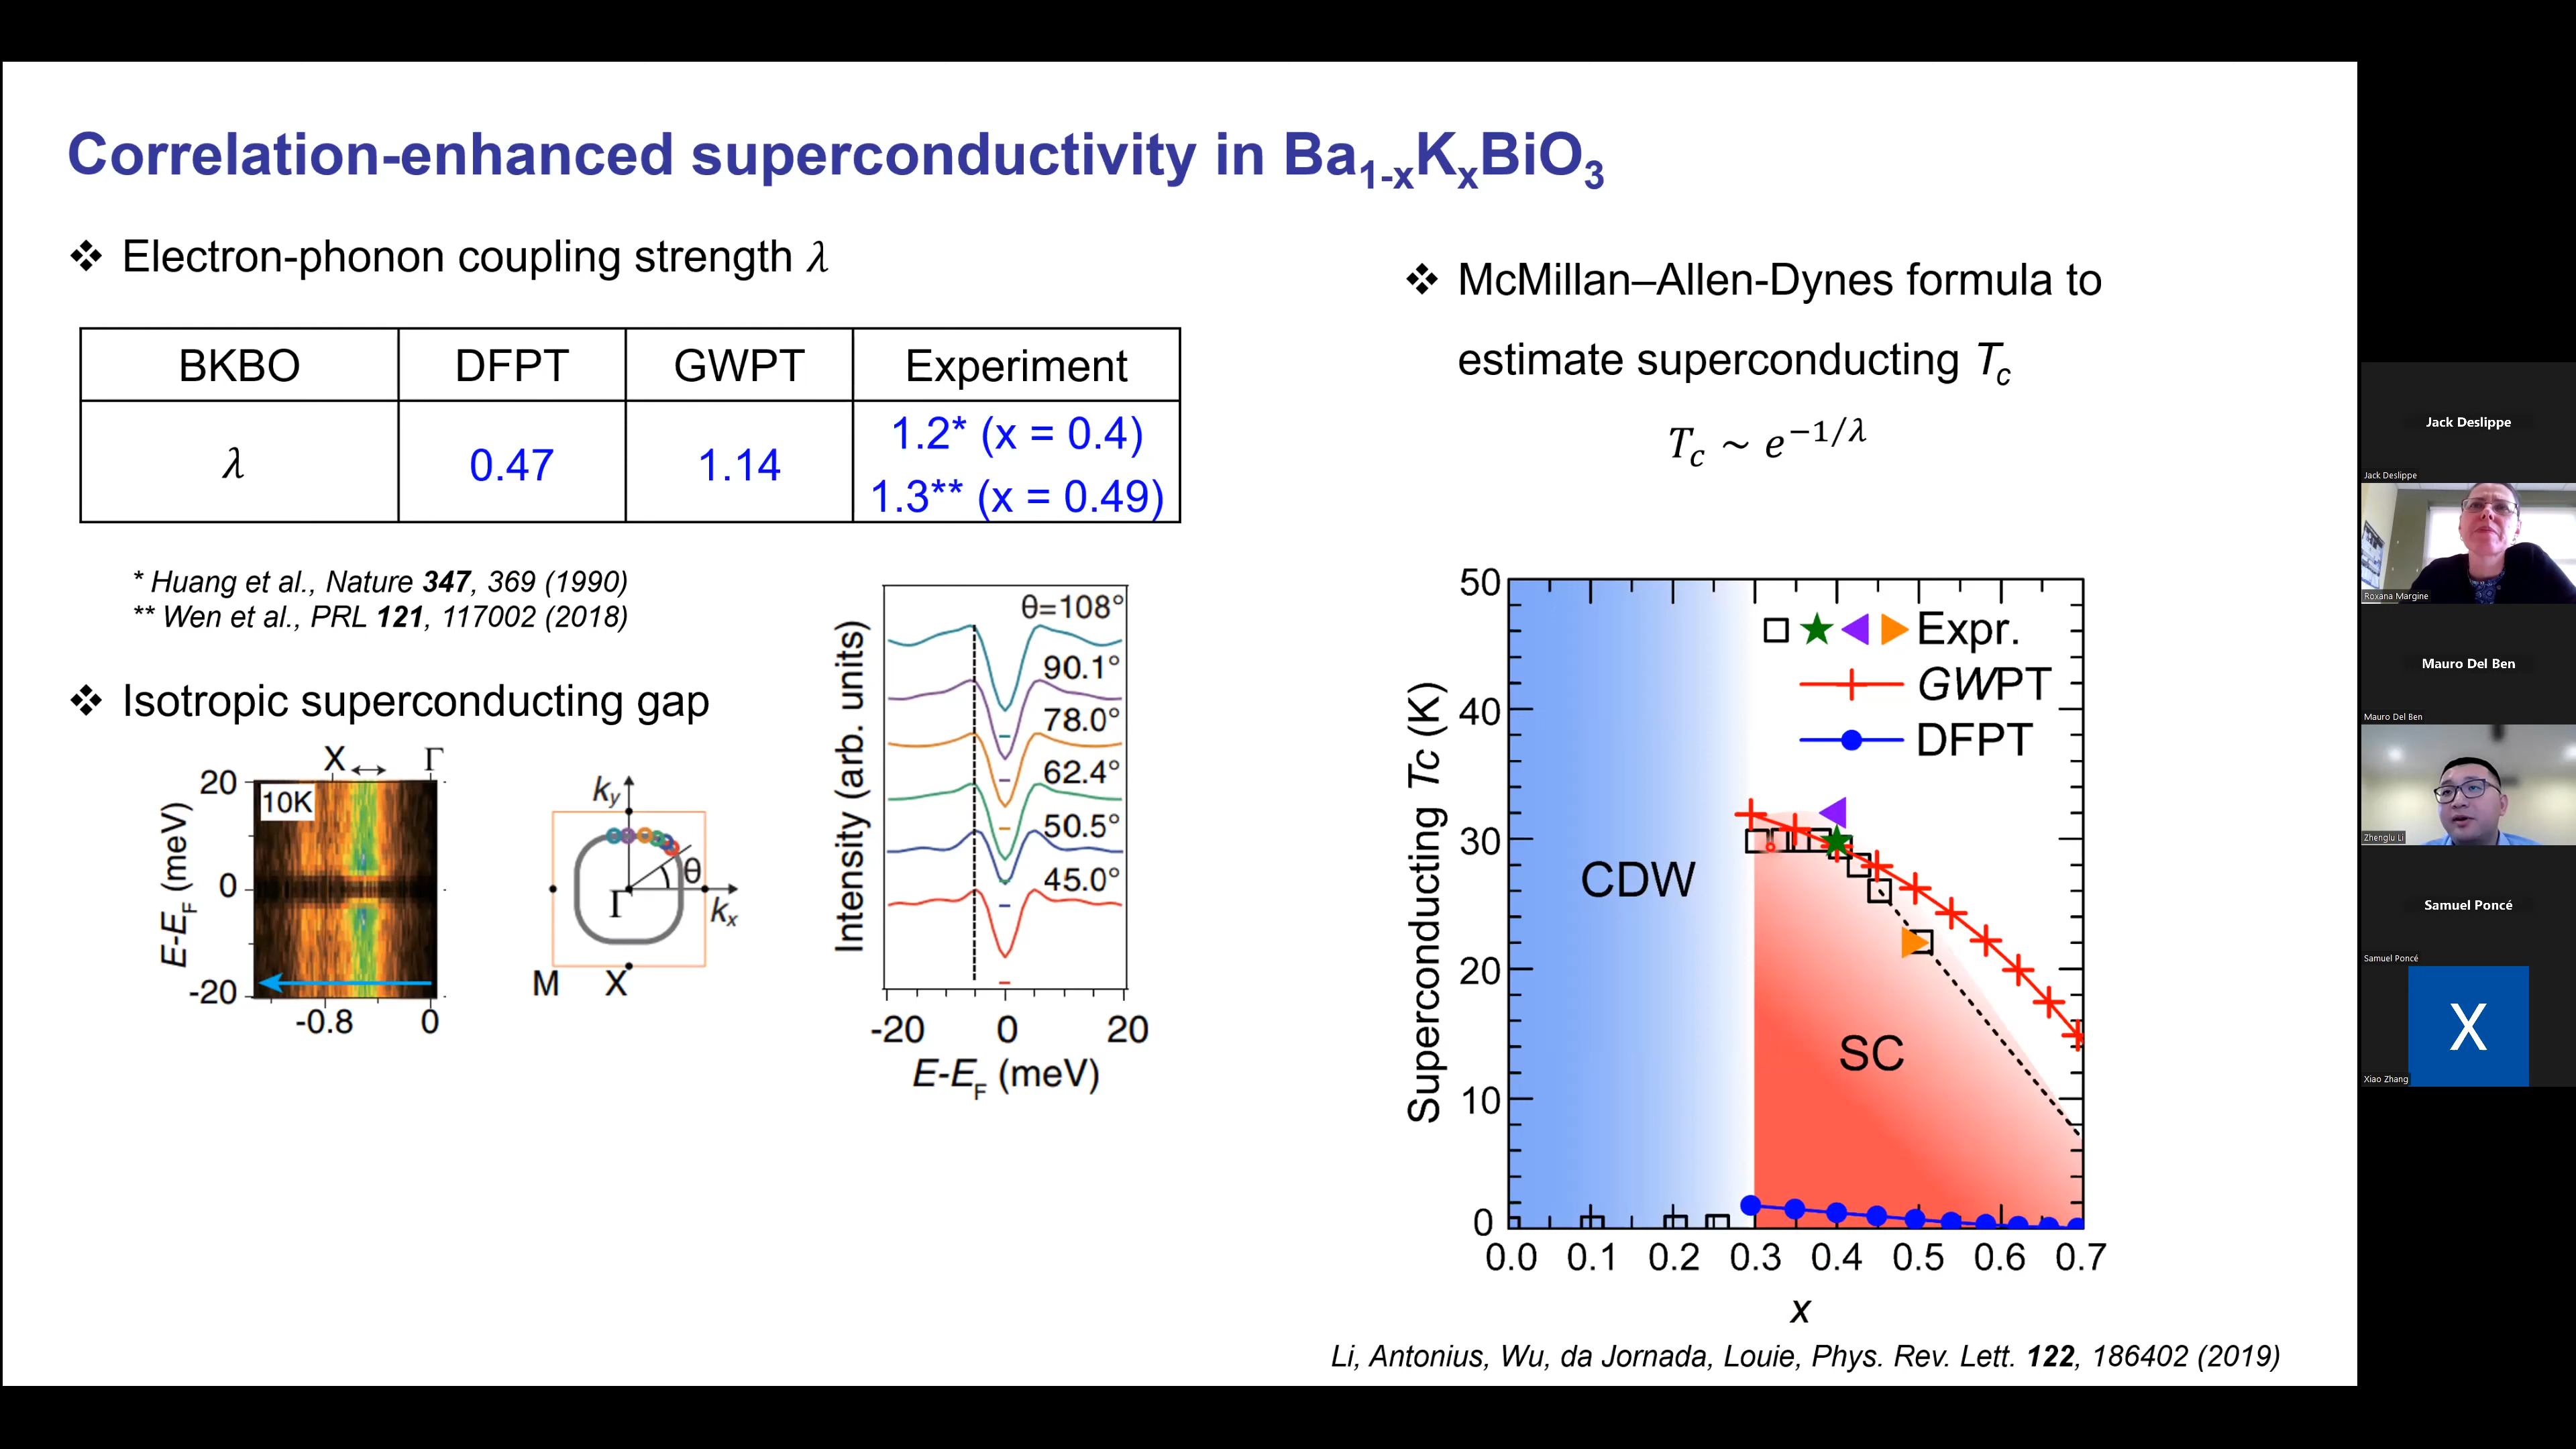 Correlation-enhanced superconductivity in Ba1-xKxBiO3
❖ Electron-phonon coupling strength λ
BKBO DFPT GWPT Experiment
λ 0.47 1.14 1.2* (x = 0.4)
1.3** (x = 0.49)
* Huang et al., Nature 347, 369 (1990)
** Wen et al., PRL 121, 117002 (2018)
❖ Isotropic superconducting gap
X ↔ Γ
20
0
-20
E-EF (meV)
10K
-0.8 0
ky
θ
Γ
kx
M X
Intensity (arb. units)
θ=108°
90.1°
78.0°
62.4°
50.5°
45.0°
-20 0 20
E-EF (meV)
❖ McMillan–Allen-Dynes formula to
estimate superconducting Tc
Tc ~ e−1/λ
Superconducting Tc (K)
50
40
30
20
10
0
Expr.
GWPT
DFPT
CDW
SC
0.0 0.1 0.2 0.3 0.4 0.5 0.6 0.7
x
Li, Antonius, Wu, da Jornada, Louie, Phys. Rev. Lett. 122, 186402 (2019)
Jack Deslippe
Jack Deslippe
Roxana Margine
Mauro Del Ben
Mauro Del Ben
Zhenglu Li
Samuel Poncé
Samuel Poncé
X
Xiao Zhang